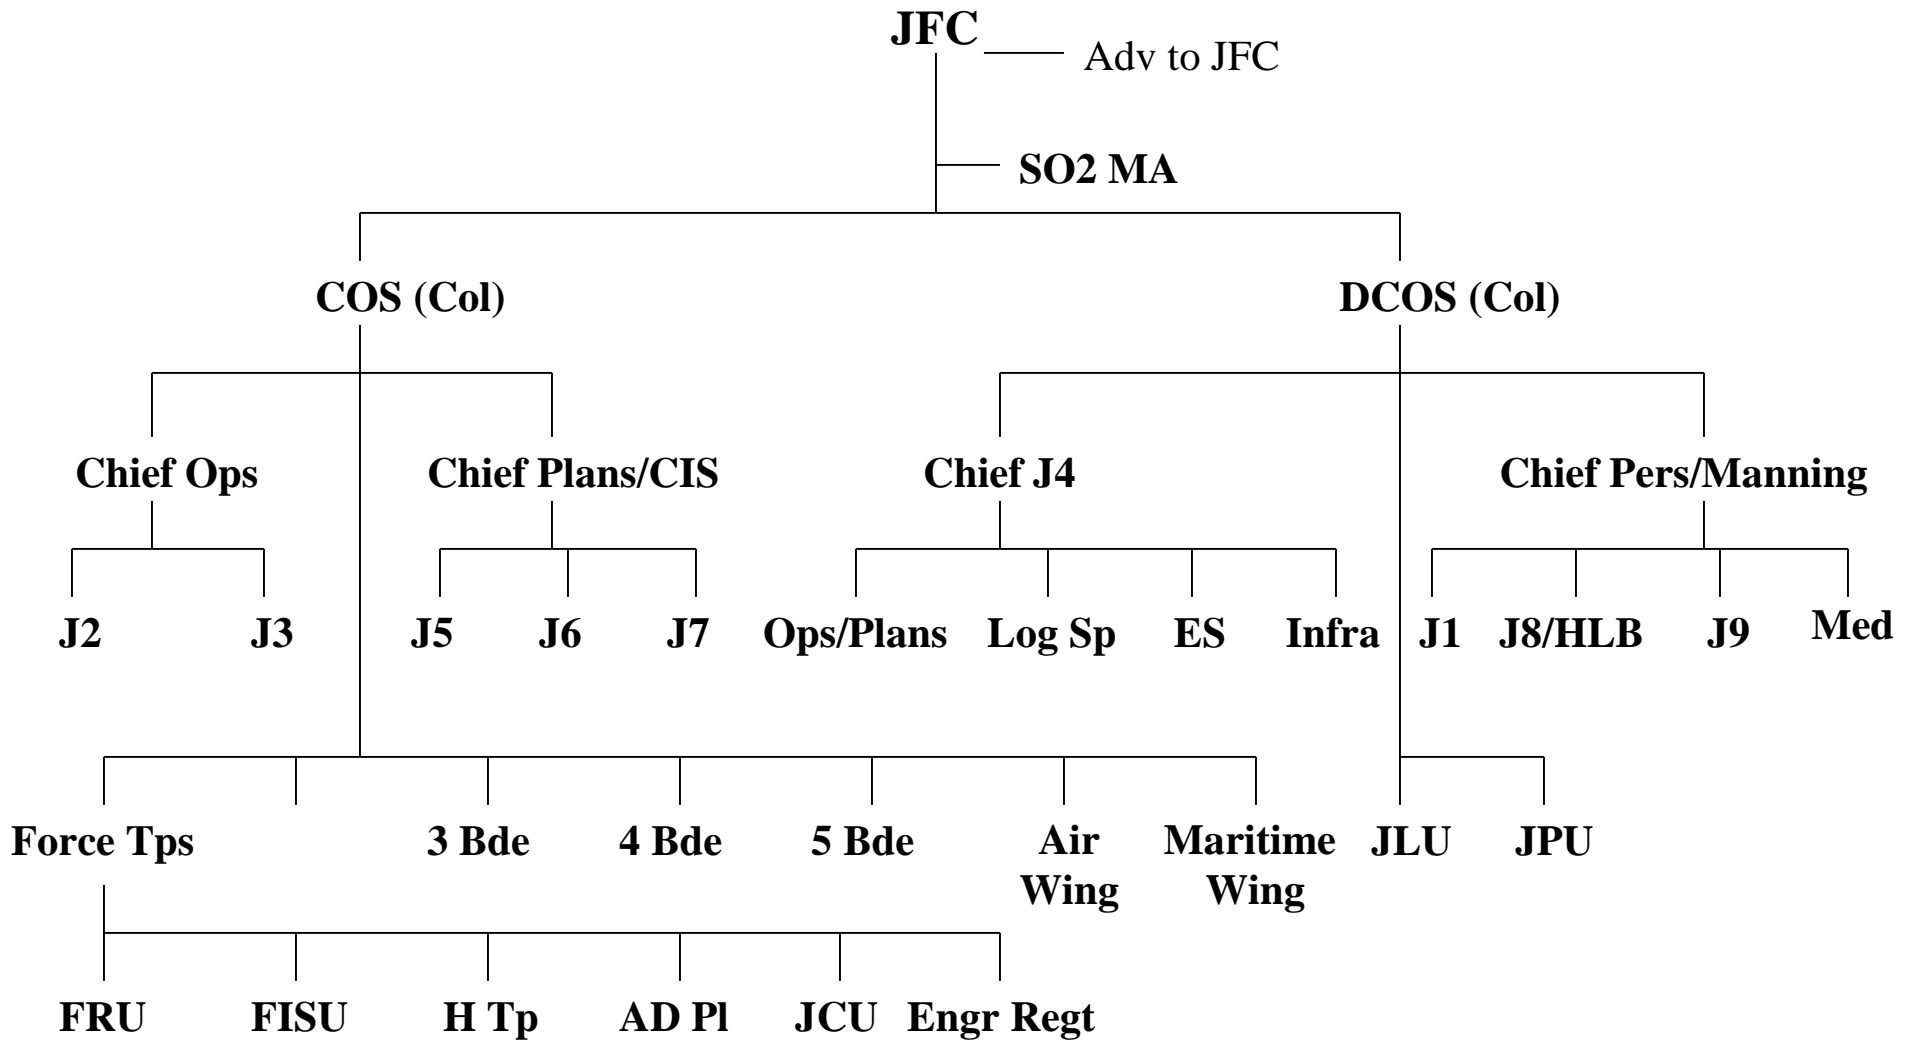 JFC
Adv to JFC
SO2 MA
COS (Col)
DCOS (Col)
Chief Ops
Chief Plans/CIS
Chief J4
Chief Pers/Manning
J2
J3
J5
J6
J7
Ops/Plans
Log Sp
ES
Infra
J1
J8/HLB
J9
Med
Force Tps
3 Bde
4 Bde
5 Bde
Air
Wing
Maritime
Wing
JLU
JPU
FRU
FISU
H Tp
AD Pl
JCU
Engr Regt